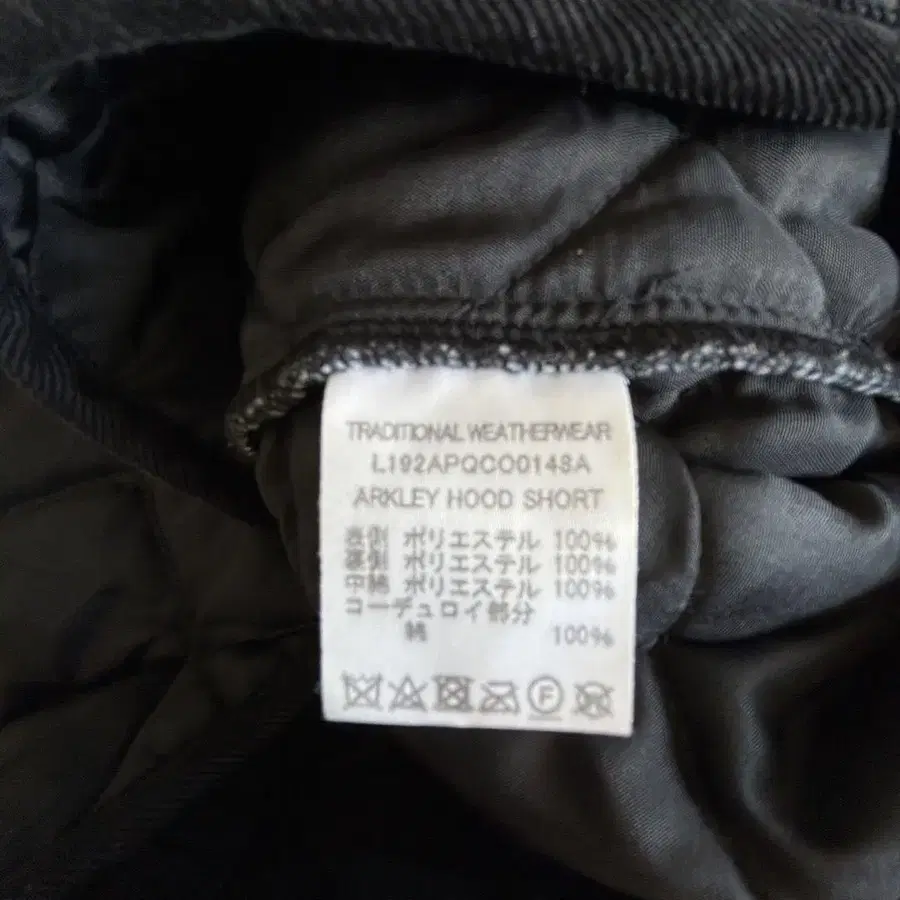 TRADITIONAL WEATHERWEAR
L192APQCO0148A
ARKLEY HOOD SHORT
表側 ポリエステル 100%
裏側 ポリエステル 100%
中綿 ポリエステル 100%
コーデュロイ部分
綿 100%
F